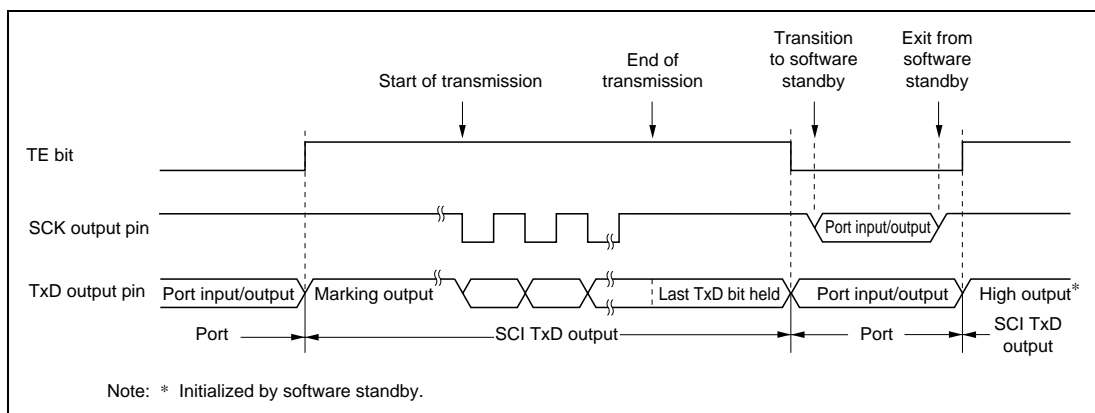 Transition
to software
standby
Exit from
software
standby
End of
transmission
Start of transmission
TE bit
SCK output pin
Port input/output
TxD output pin
Port input/output
Marking output
Last TxD bit held
Port input/output
High output*
Port
SCI TxD output
Port
SCI TxD
output
Note: * Initialized by software standby.